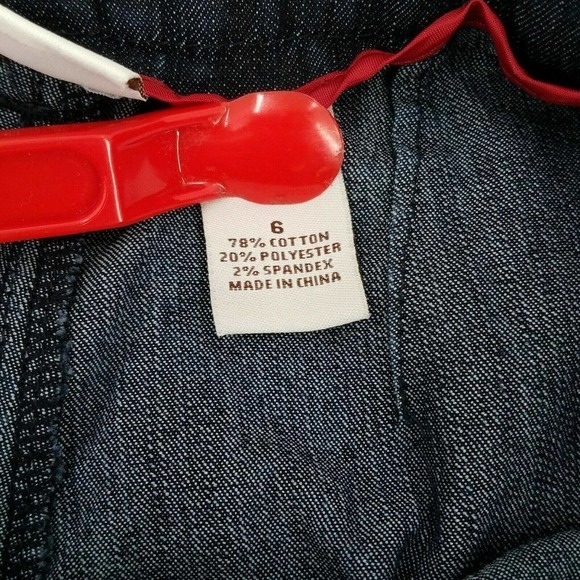 6
78% COTTON
20% POLYESTER
2% SPANDEX
MADE IN CHINA